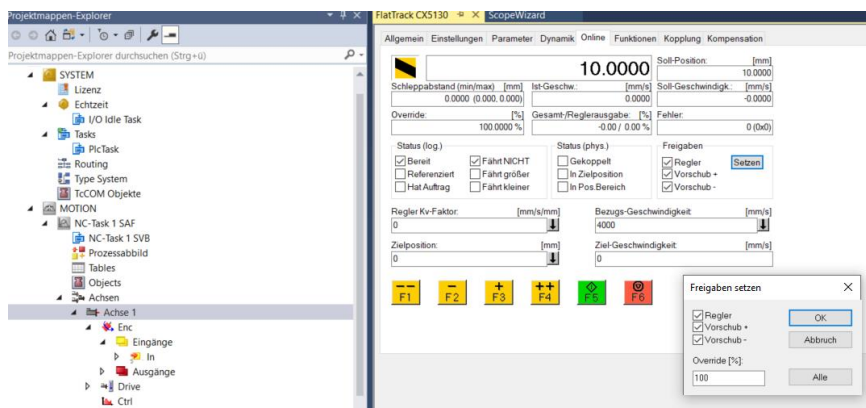 Projektmappen-Explorer
Projektmappen-Explorer durchsuchen (Strg+ü)
SYSTEM
Lizenz
Echtzeit
I/O Idle Task
Tasks
PlcTask
Routing
Type System
TcCOM Objekte
MOTION
NC-Task 1 SAF
NC-Task 1 SVB
Prozessabbild
Tables
Objects
Achsen
Achse 1
Enc
Eingänge
In
Ausgänge
Drive
Ctrl
FlatTrack CX5130 ScopeWizard
Allgemein Einstellungen Parameter Dynamik Online Funktionen Kopplung Kompensation
10.0000
Soll-Position: [mm]
10.0000
Schleppabstand (min/max) [mm] Ist-Geschw.: [mm/s] Soll-Geschwindigk.: [mm/s]
0.0000 (0.000, 0.000) 0.0000 -0.0000
Override: [%] Gesamt-/Reglerausgabe: [%] Fehler:
100.0000 % -0.00 / 0.00 % 0 (0x0)
Status (log.) Status (phys.) Freigaben
Bereit Fährt NICHT Gekoppelt Regler Setzen
Referenziert Fährt größer In Zielposition Vorschub +
Hat Auftrag Fährt kleiner In Pos.Bereich Vorschub -
Regler Kv-Faktor: [mm/s/mm] Bezugs-Geschwindigkeit: [mm/s]
0 4000
Zielposition: [mm] Ziel-Geschwindigkeit: [mm/s]
0 0
-- - + ++
F1 F2 F3 F4 F5 F6
Freigaben setzen
Regler OK
Vorschub +
Vorschub - Abbruch
Override [%]:
100 Alle